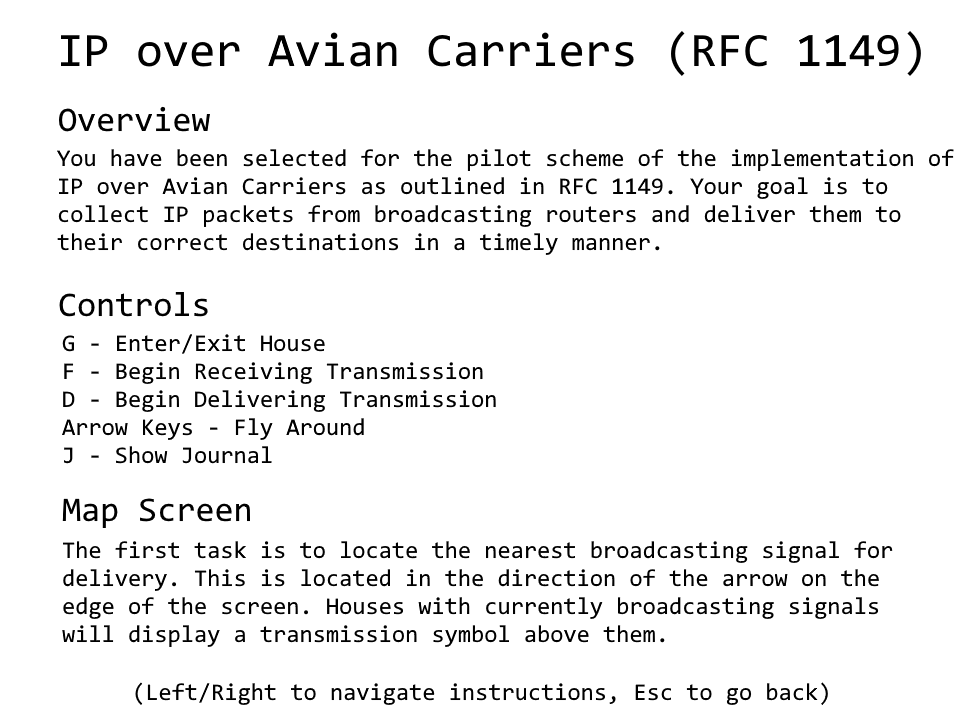 IP over Avian Carriers (RFC 1149)
Overview
You have been selected for the pilot scheme of the implementation of
IP over Avian Carriers as outlined in RFC 1149. Your goal is to
collect IP packets from broadcasting routers and deliver them to
their correct destinations in a timely manner.
Controls
G - Enter/Exit House
F - Begin Receiving Transmission
D - Begin Delivering Transmission
Arrow Keys - Fly Around
J - Show Journal
Map Screen
The first task is to locate the nearest broadcasting signal for
delivery. This is located in the direction of the arrow on the
edge of the screen. Houses with currently broadcasting signals
will display a transmission symbol above them.
(Left/Right to navigate instructions, Esc to go back)